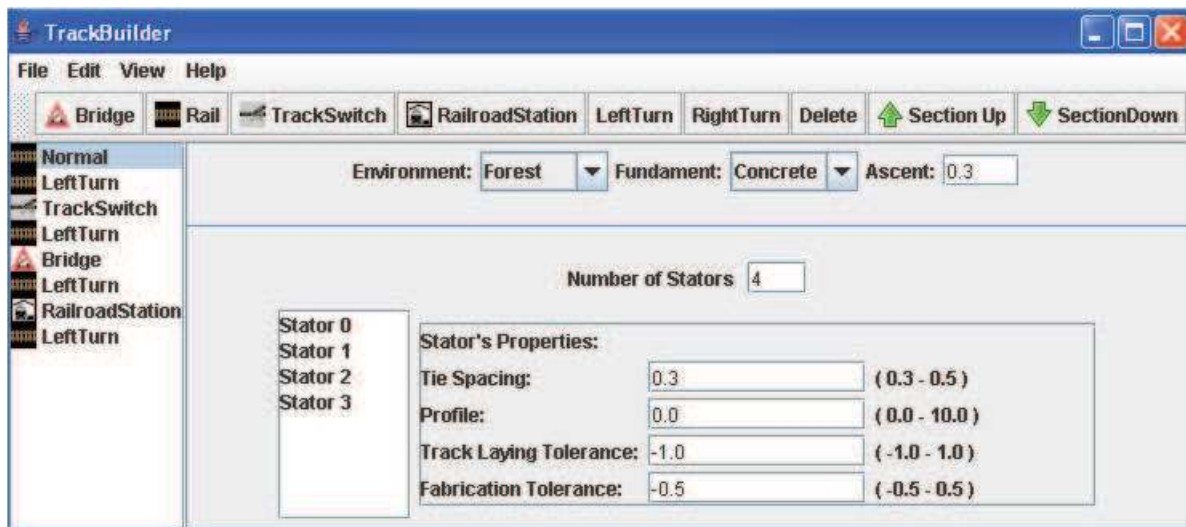 TrackBuilder
File Edit View Help
Bridge Rail TrackSwitch RailroadStation LeftTurn RightTurn Delete Section Up SectionDown
Normal
LeftTurn
TrackSwitch
LeftTurn
Bridge
LeftTurn
RailroadStation
LeftTurn
Environment: Forest Fundament: Concrete Ascent: 0.3
Number of Stators 4
Stator 0
Stator 1
Stator 2
Stator 3
Stator's Properties:
Tie Spacing: 0.3 ( 0.3 - 0.5 )
Profile: 0.0 ( 0.0 - 10.0 )
Track Laying Tolerance: -1.0 ( -1.0 - 1.0 )
Fabrication Tolerance: -0.5 ( -0.5 - 0.5 )